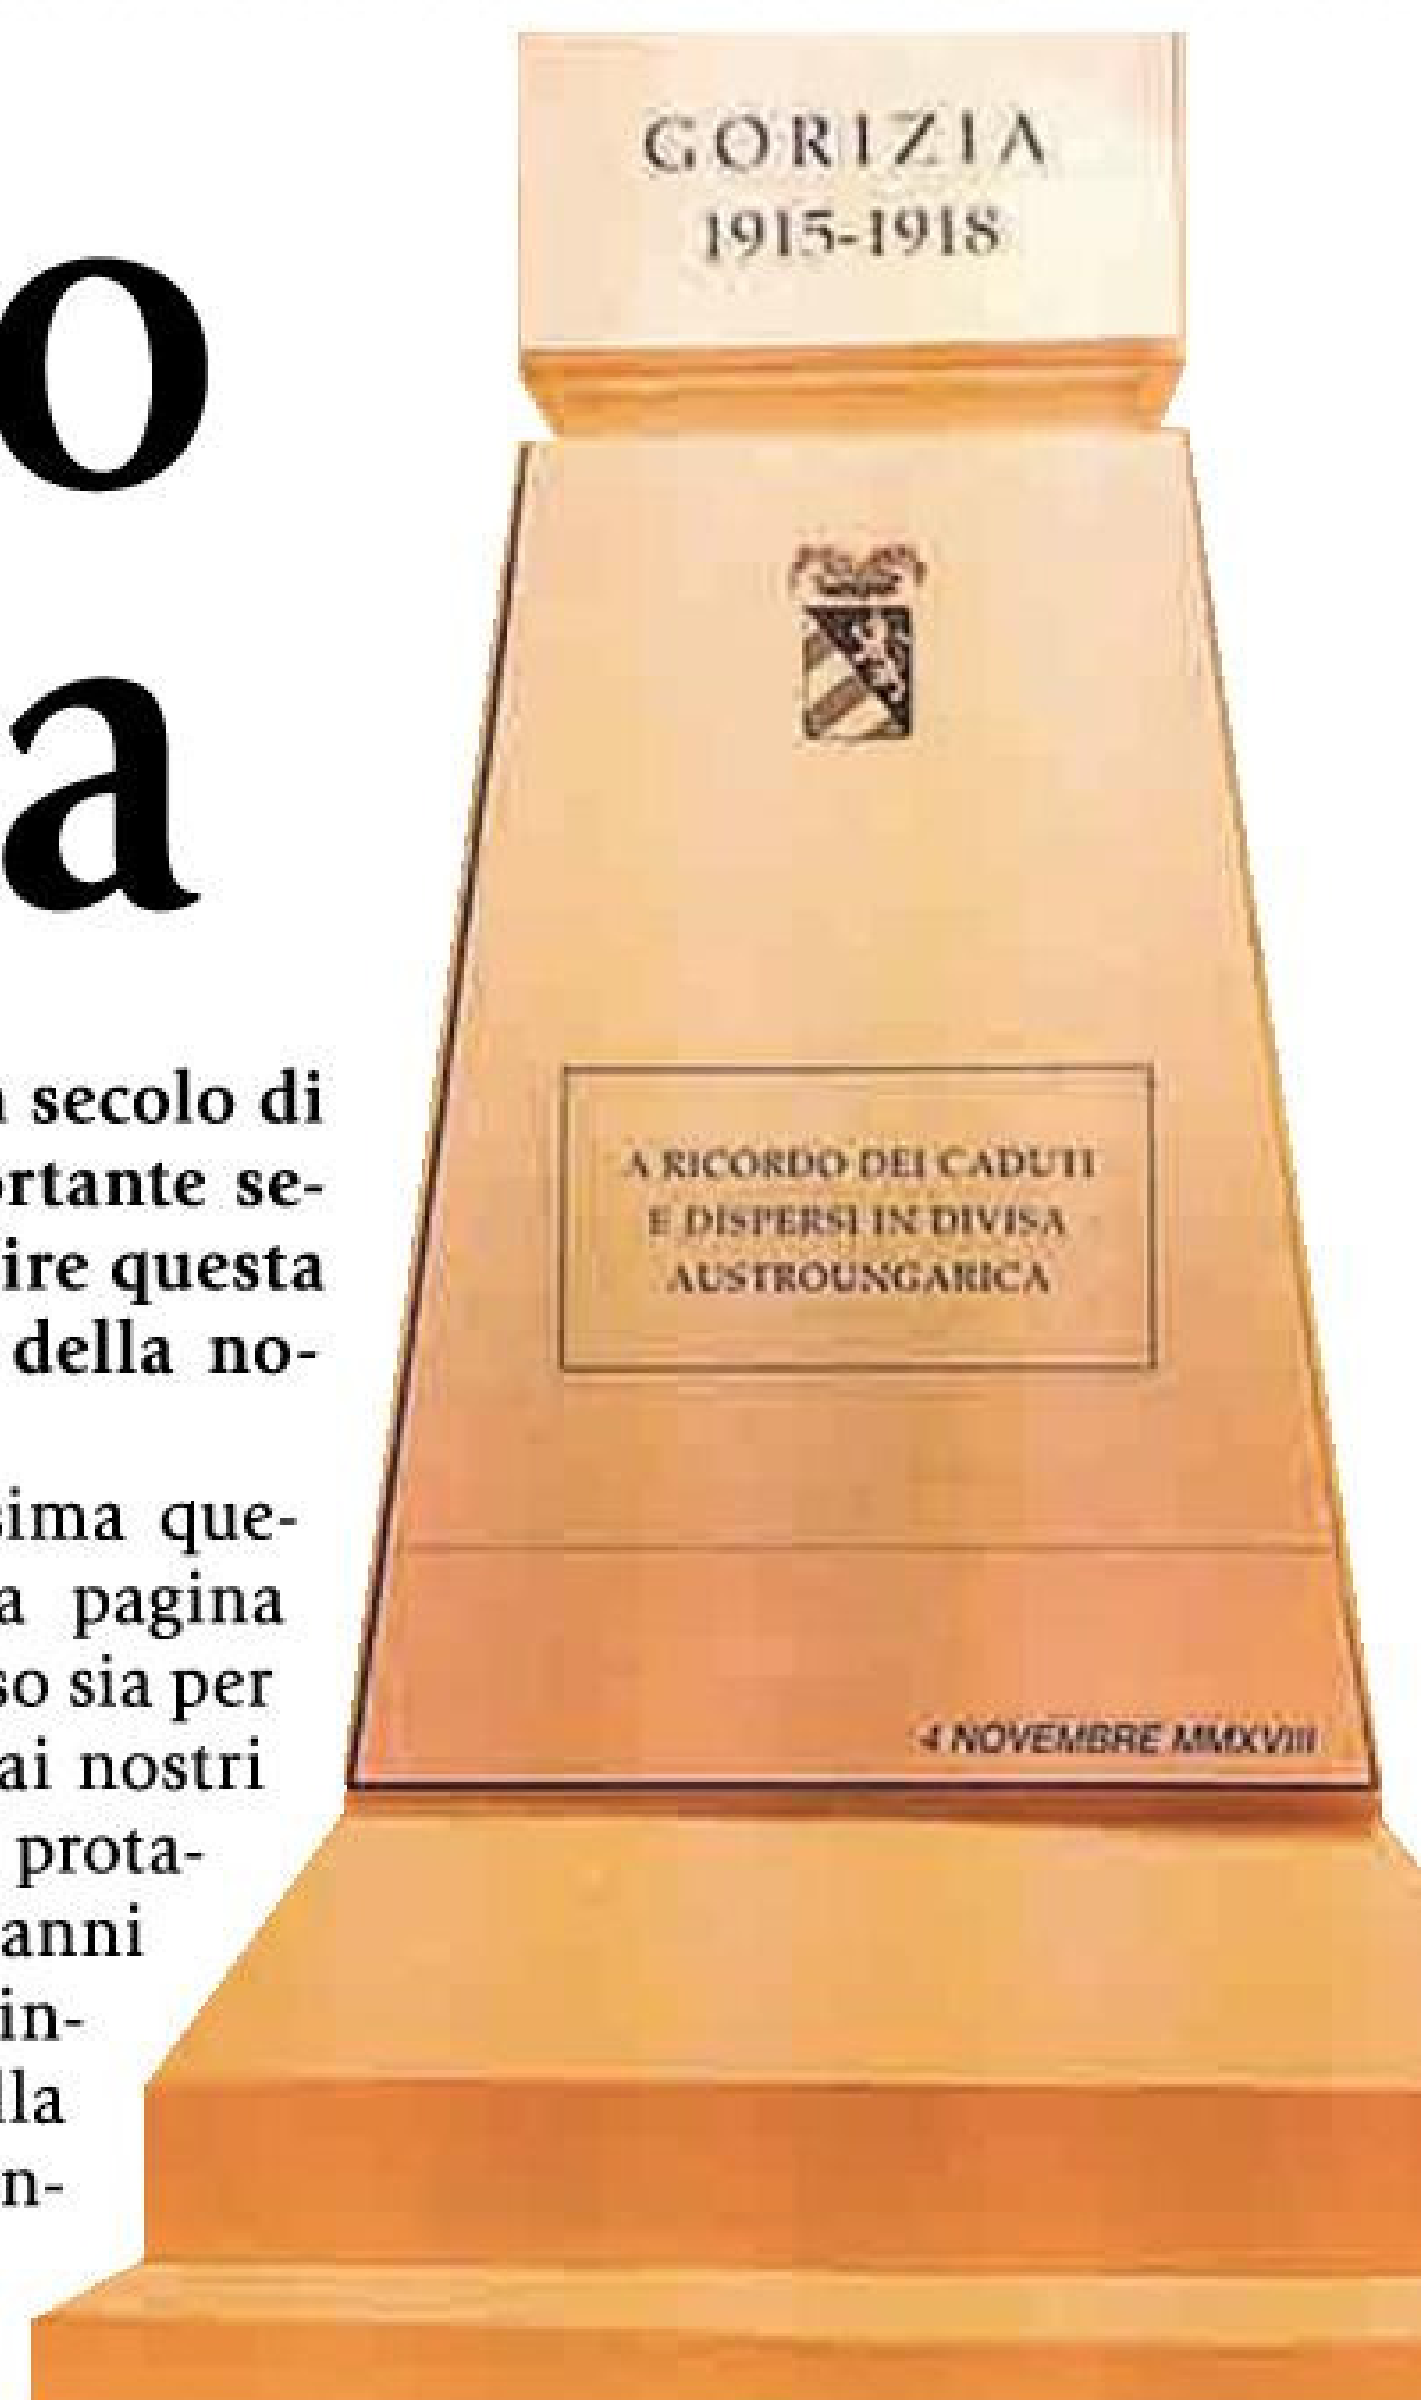 o
a
secolo di
ortante se-
ire questa
della no-
sima que-
a pagina
so sia per
ai nostri
prota-
anni
in-
lla
n-
GORIZIA
1915-1918
A RICORDO DEI CADUTI
E DISPERSI IN DIVISA
AUSTROUNGARICA
4 NOVEMBRE MMXVIII